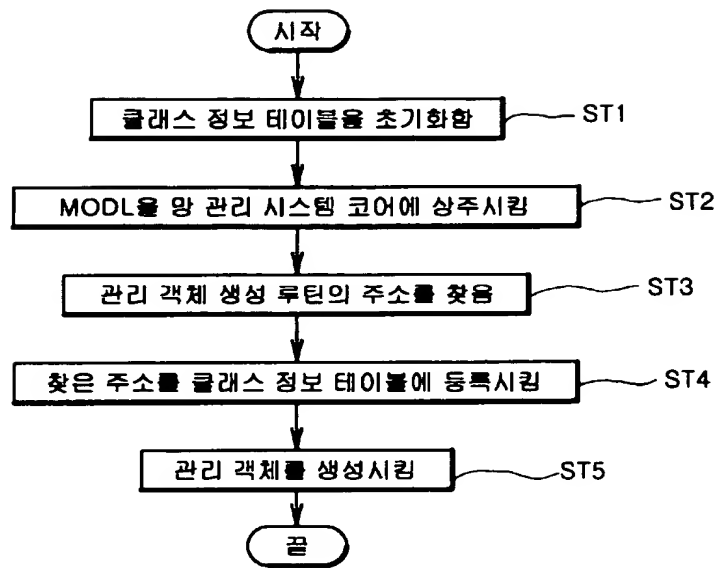 시작
클래스 정보 테이블을 초기화함 ST1
MODL을 망 관리 시스템 코어에 상주시킴 ST2
관리 객체 생성 루틴의 주소를 찾음 ST3
찾은 주소를 클래스 정보 테이블에 등록시킴 ST4
관리 객체를 생성시킴 ST5
끝